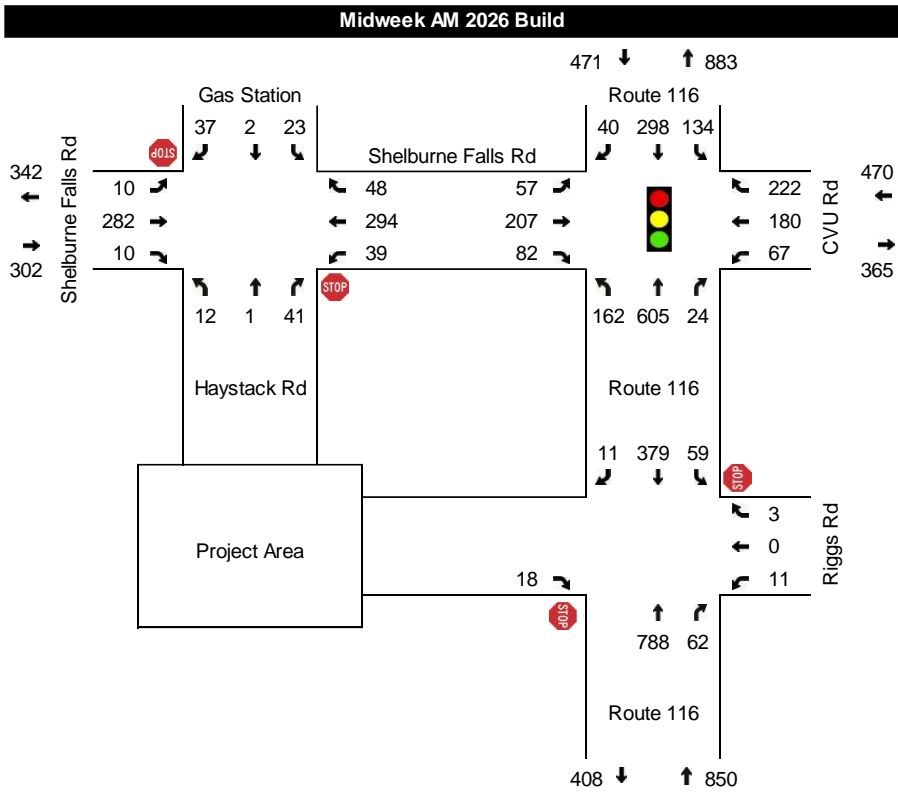 Midweek AM 2026 Build
471 883
Gas Station Route 116
37 2 23 40 298 134
STOP
Shelburne Falls Rd
342 10 48 57 222 470
Shelburne Falls Rd
282 294 207 180
CVU Rd
302 10 39 82 67 365
STOP
12 1 41 162 605 24
Haystack Rd Route 116
11 379 59
STOP
3
Project Area 0
Riggs Rd
18 11
STOP
788 62
Route 116
408 850